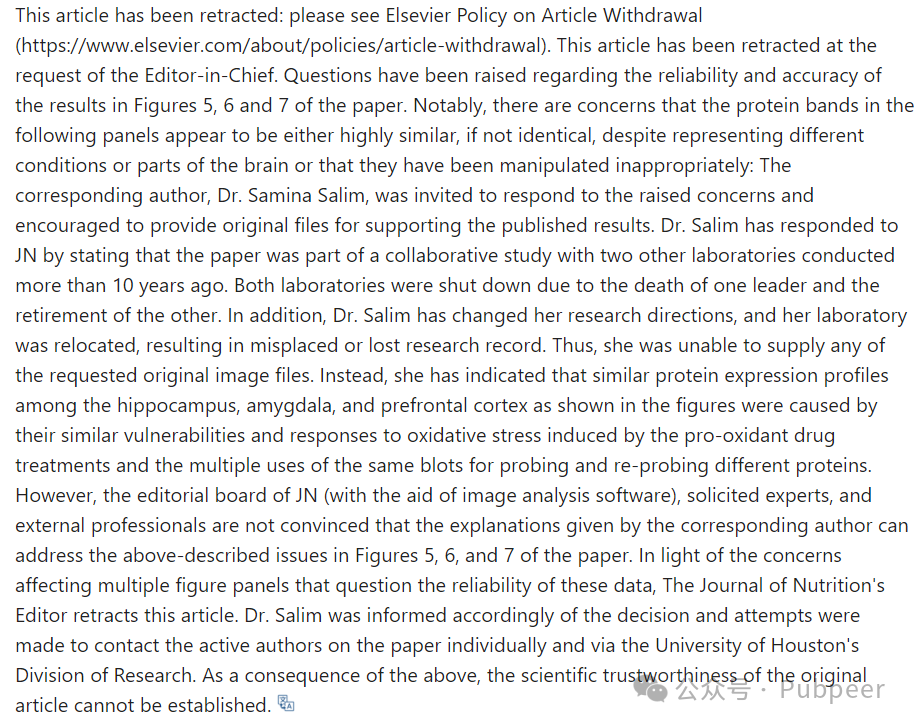 This article has been retracted: please see Elsevier Policy on Article Withdrawal
(https://www.elsevier.com/about/policies/article-withdrawal). This article has been retracted at the
request of the Editor-in-Chief. Questions have been raised regarding the reliability and accuracy of
the results in Figures 5, 6 and 7 of the paper. Notably, there are concerns that the protein bands in the
following panels appear to be either highly similar, if not identical, despite representing different
conditions or parts of the brain or that they have been manipulated inappropriately: The
corresponding author, Dr. Samina Salim, was invited to respond to the raised concerns and
encouraged to provide original files for supporting the published results. Dr. Salim has responded to
JN by stating that the paper was part of a collaborative study with two other laboratories conducted
more than 10 years ago. Both laboratories were shut down due to the death of one leader and the
retirement of the other. In addition, Dr. Salim has changed her research directions, and her laboratory
was relocated, resulting in misplaced or lost research record. Thus, she was unable to supply any of
the requested original image files. Instead, she has indicated that similar protein expression profiles
among the hippocampus, amygdala, and prefrontal cortex as shown in the figures were caused by
their similar vulnerabilities and responses to oxidative stress induced by the pro-oxidant drug
treatments and the multiple uses of the same blots for probing and re-probing different proteins.
However, the editorial board of JN (with the aid of image analysis software), solicited experts, and
external professionals are not convinced that the explanations given by the corresponding author can
address the above-described issues in Figures 5, 6, and 7 of the paper. In light of the concerns
affecting multiple figure panels that question the reliability of these data, The Journal of Nutrition's
Editor retracts this article. Dr. Salim was informed accordingly of the decision and attempts were
made to contact the active authors on the paper individually and via the University of Houston's
Division of Research. As a consequence of the above, the scientific trustworthiness of the original
article cannot be established.
公众号 · Pubpeer